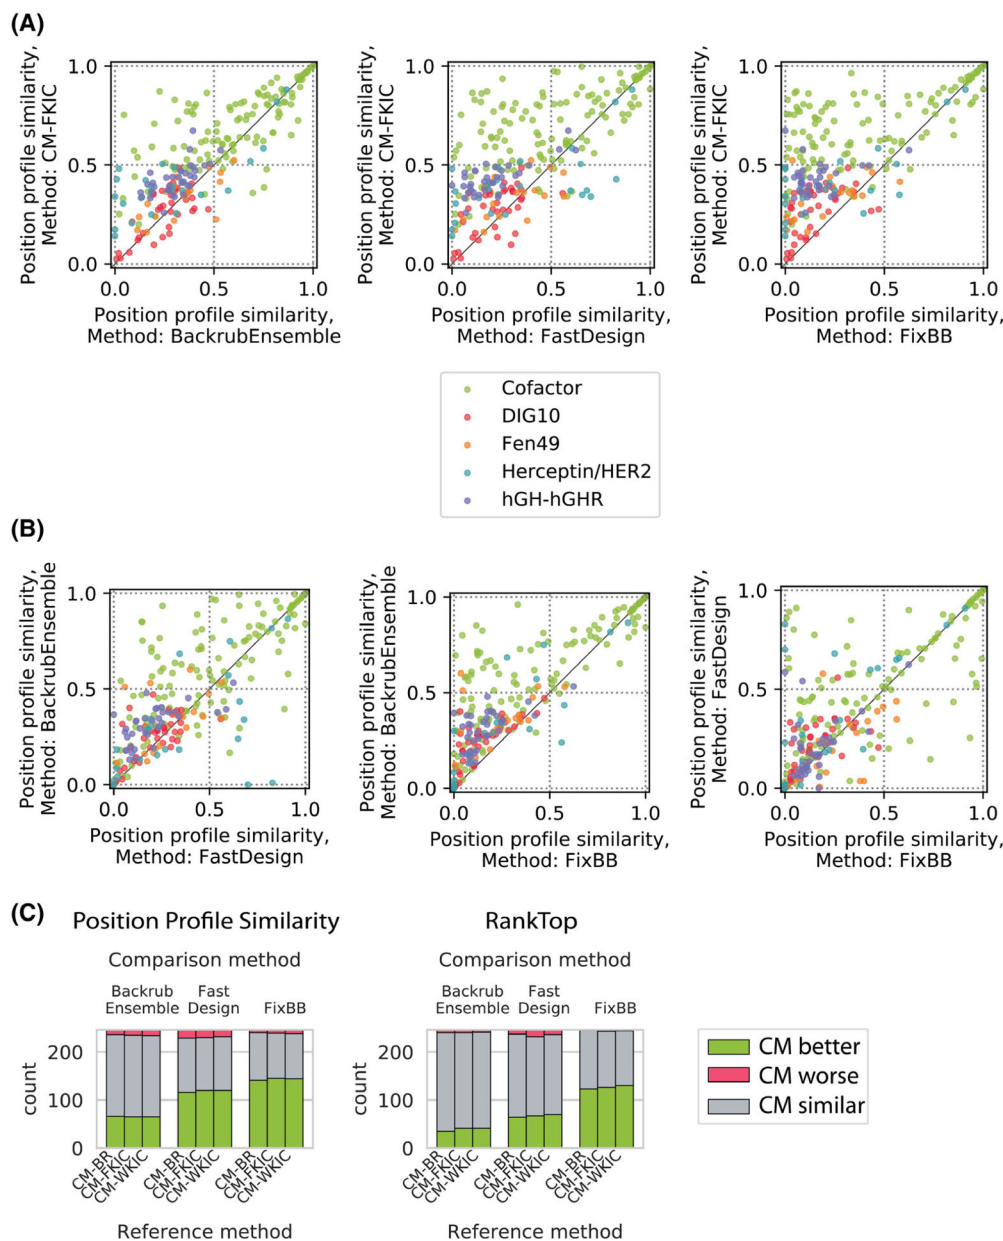 (A)
Position profile similarity,
Method: CM-FKIC
1.0
0.5
0.0
0.0 0.5 1.0
Position profile similarity,
Method: BackrubEnsemble
Position profile similarity,
Method: CM-FKIC
1.0
0.5
0.0
0.0 0.5 1.0
Position profile similarity,
Method: FastDesign
Position profile similarity,
Method: CM-FKIC
1.0
0.5
0.0
0.0 0.5 1.0
Position profile similarity,
Method: FixBB
Cofactor
DIG10
Fen49
Herceptin/HER2
hGH-hGHR
(B)
Position profile similarity,
Method: BackrubEnsemble
1.0
0.5
0.0
0.0 0.5 1.0
Position profile similarity,
Method: FastDesign
Position profile similarity,
Method: BackrubEnsemble
1.0
0.5
0.0
0.0 0.5 1.0
Position profile similarity,
Method: FixBB
Position profile similarity,
Method: FastDesign
1.0
0.5
0.0
0.0 0.5 1.0
Position profile similarity,
Method: FixBB
(C)
Position Profile Similarity
Comparison method
Backrub Fast
Ensemble Design FixBB
count
200
100
0
CM-BR
CM-FKIC
CM-WKIC
CM-BR
CM-FKIC
CM-WKIC
CM-BR
CM-FKIC
CM-WKIC
Reference method
RankTop
Comparison method
Backrub Fast
Ensemble Design FixBB
count
200
100
0
CM-BR
CM-FKIC
CM-WKIC
CM-BR
CM-FKIC
CM-WKIC
CM-BR
CM-FKIC
CM-WKIC
Reference method
CM better
CM worse
CM similar